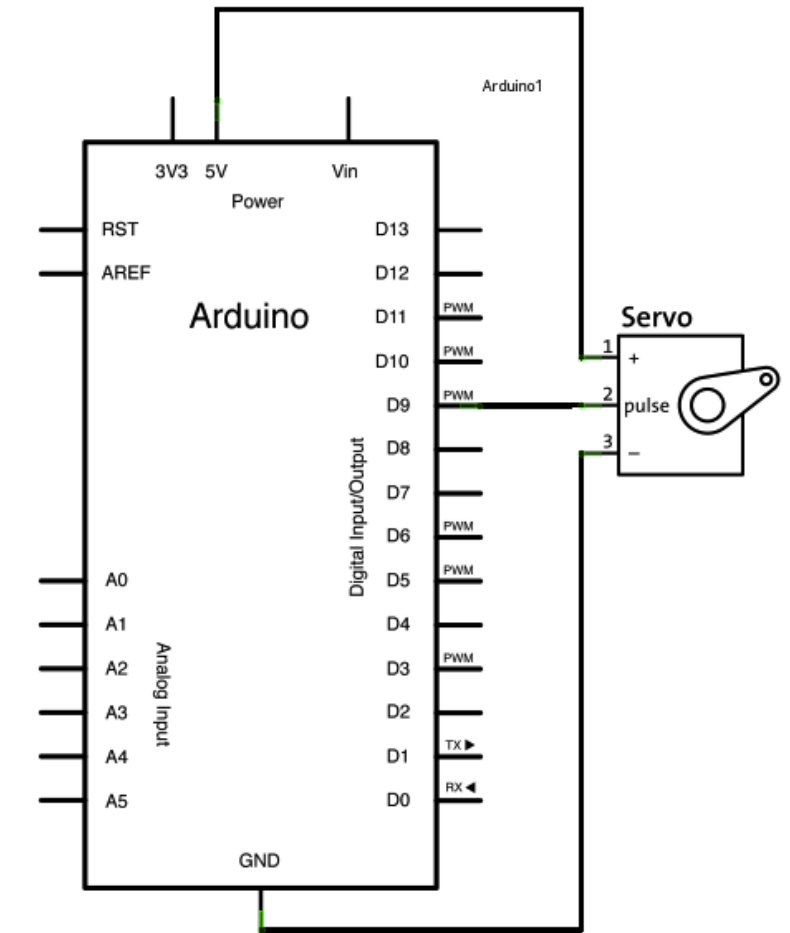 Arduino1
3V3 5V Vin
Power
RST D13
AREF D12
Arduino D11 PWM
Servo
D10 PWM 1 +
D9 PWM 2 pulse
D8 3 −
D7
D6 PWM
Digital Input/Output
A0 D5 PWM
A1 D4
A2 D3 PWM
Analog Input
A3 D2
A4 D1 TX ▶
A5 D0 RX ◀
GND